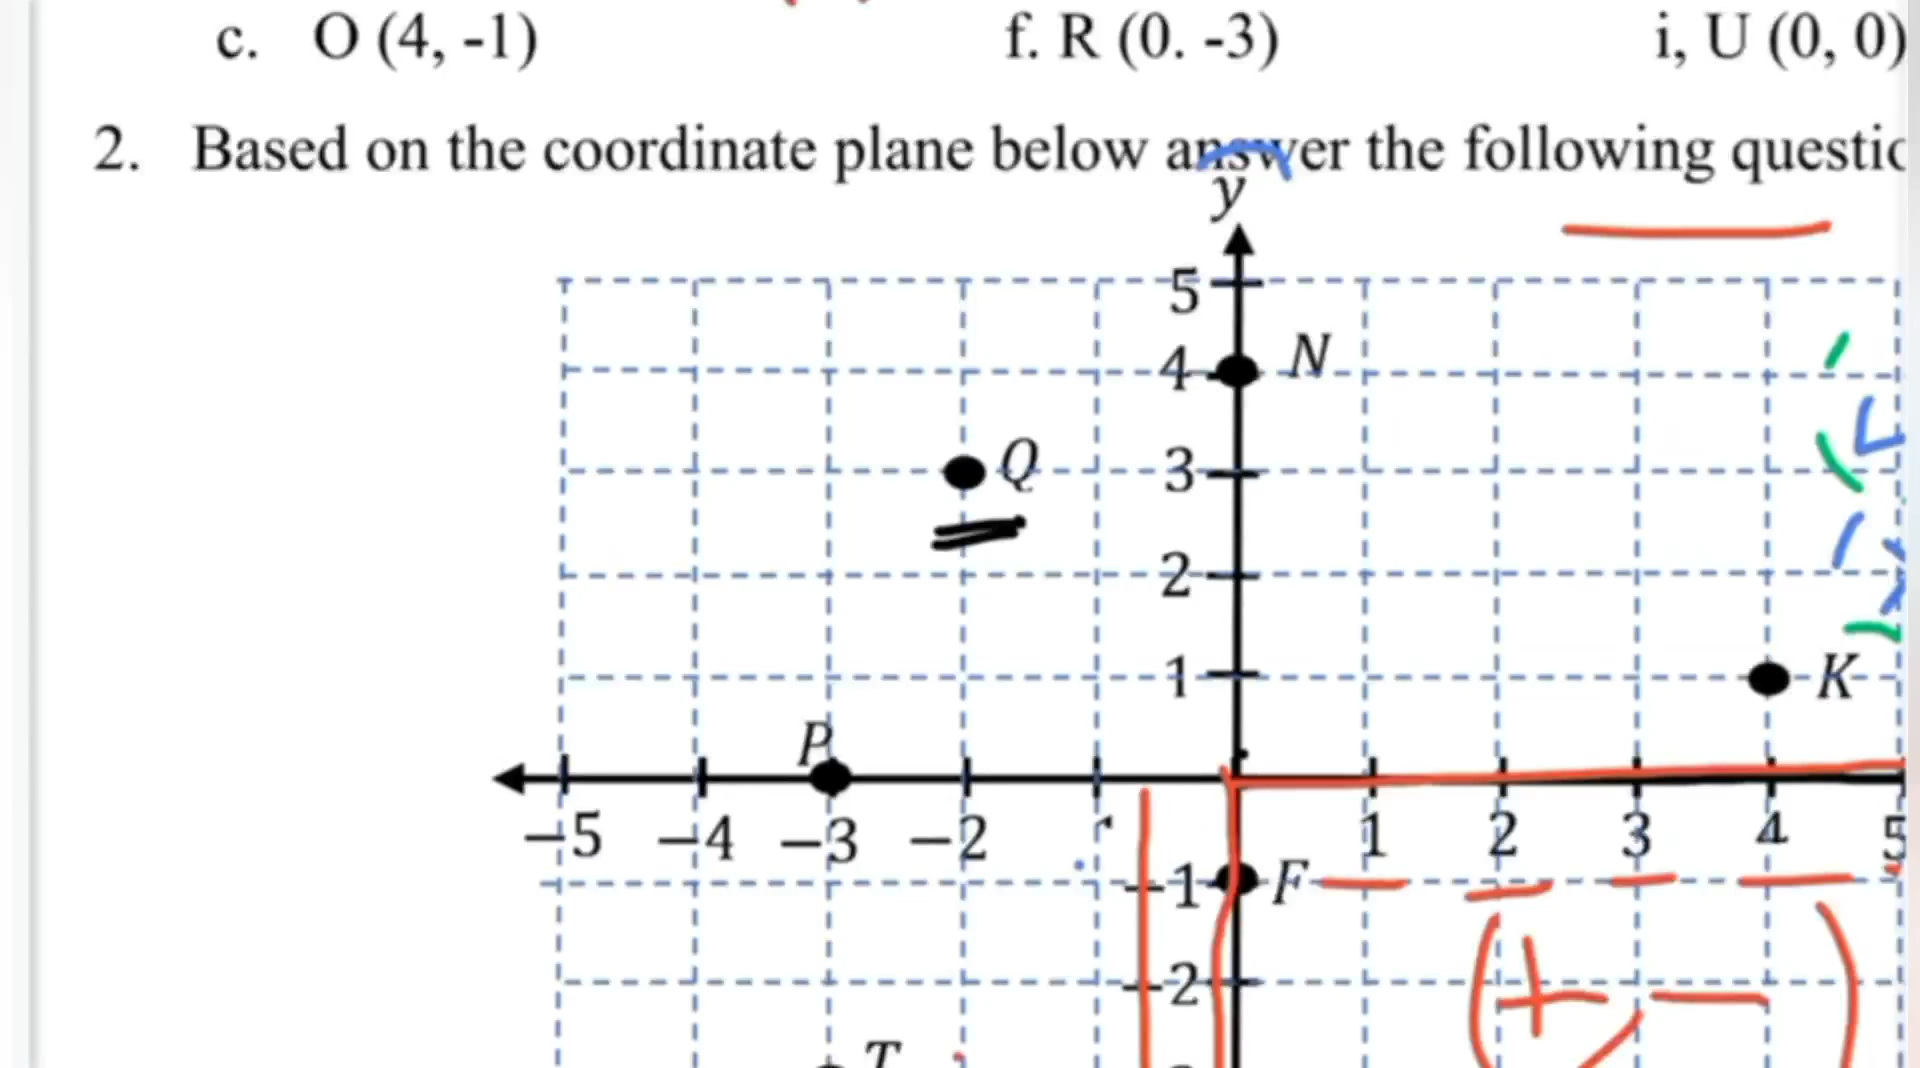 c. O (4, -1) f. R (0. -3) i, U (0, 0)
2. Based on the coordinate plane below answer the following
y
5
4 N
Q
3
2
1 K
P
−5 −4 −3 −2 1 2 3 4 5
−1 F
−2 (+, −)
T